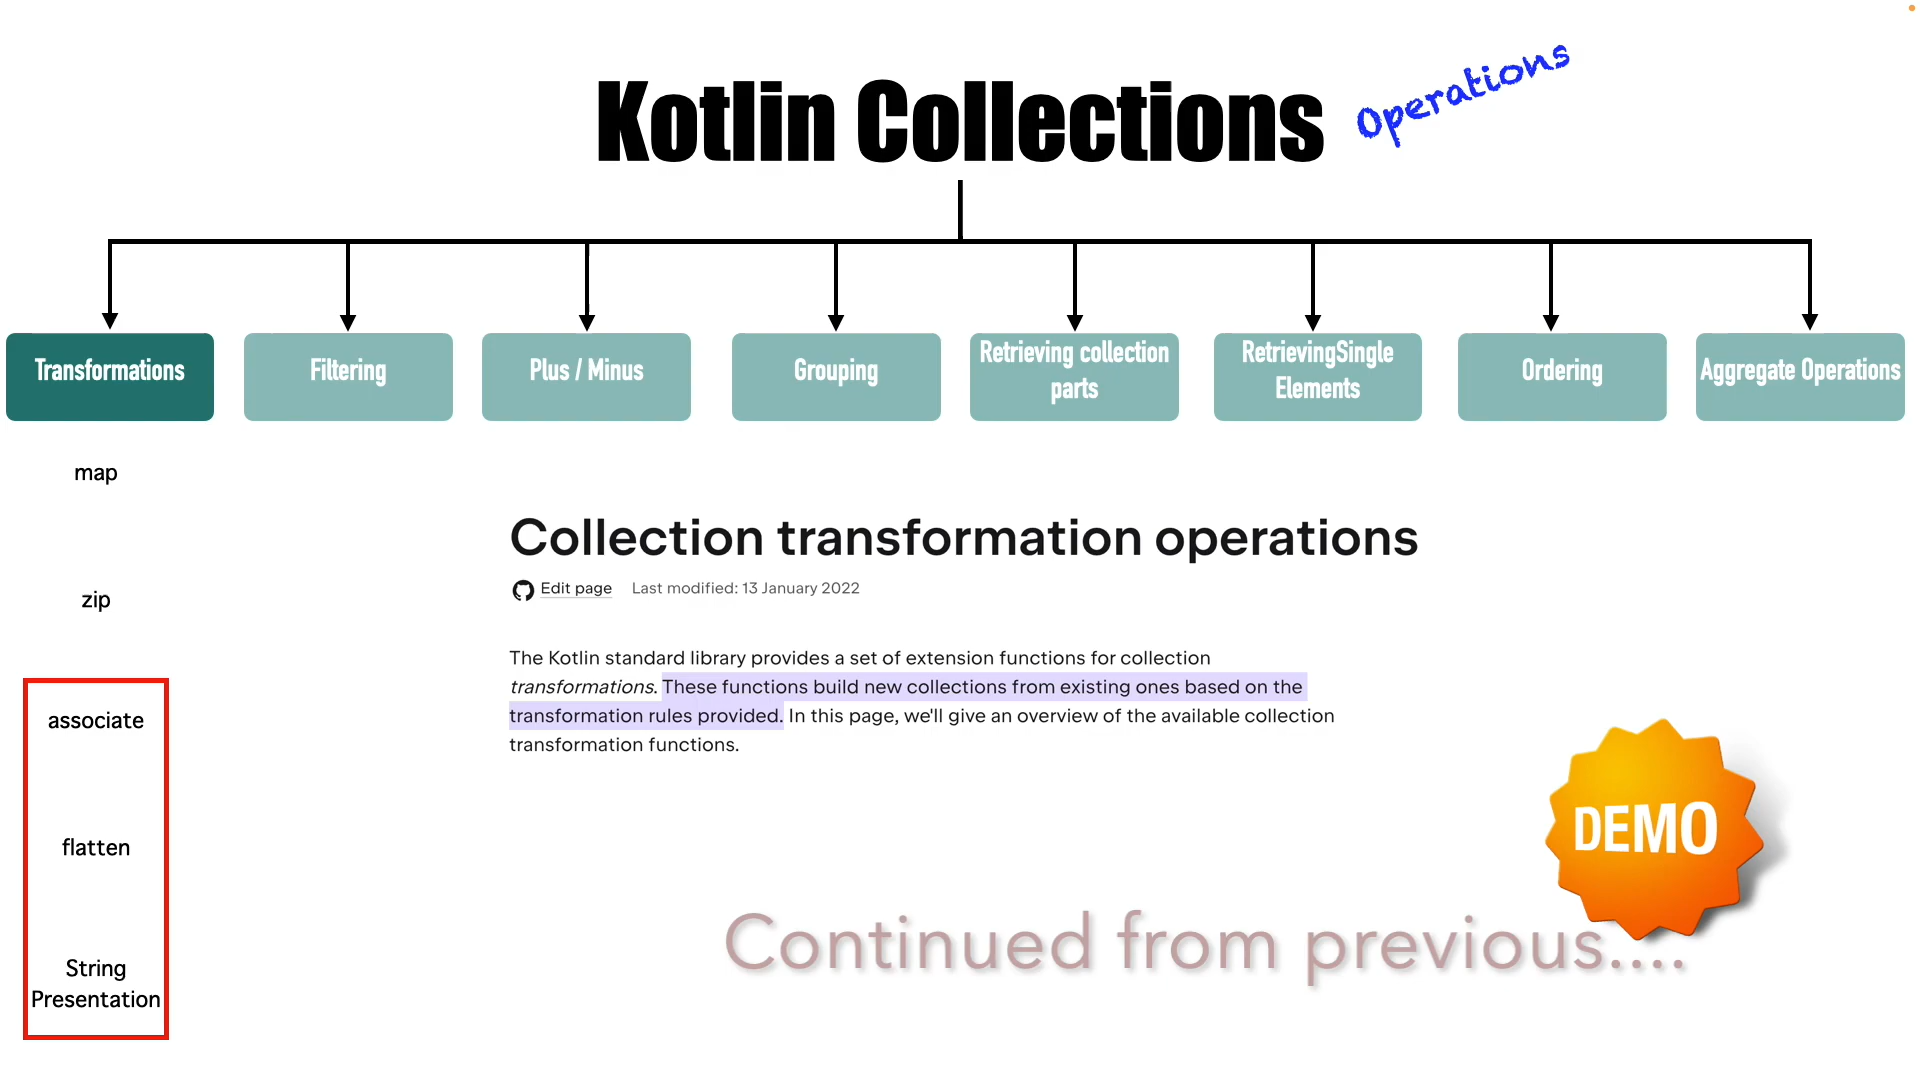 Kotlin Collections
Operations
Transformations
Filtering
Plus / Minus
Grouping
Retrieving collection
parts
RetrievingSingle
Elements
Ordering
Aggregate Operations
map
zip
associate
flatten
String
Presentation
Collection transformation operations
Edit page Last modified: 13 January 2022
The Kotlin standard library provides a set of extension functions for collection
transformations. These functions build new collections from existing ones based on the
transformation rules provided. In this page, we'll give an overview of the available collection
transformation functions.
DEMO
Continued from previous....